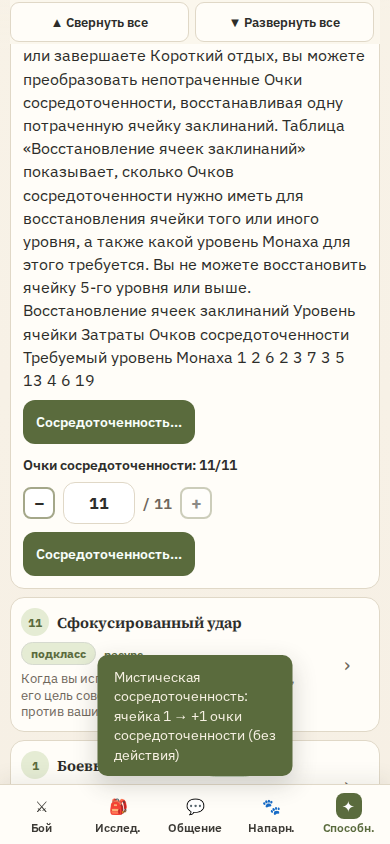 ▲ Свернуть все
▼ Развернуть все
или завершаете Короткий отдых, вы можете
преобразовать непотраченные Очки
сосредоточенности, восстанавливая одну
потраченную ячейку заклинаний. Таблица
«Восстановление ячеек заклинаний»
показывает, сколько Очков
сосредоточенности нужно иметь для
восстановления ячейки того или иного
уровня, а также какой уровень Монаха для
этого требуется. Вы не можете восстановить
ячейку 5-го уровня или выше.
Восстановление ячеек заклинаний Уровень
ячейки Затраты Очков сосредоточенности
Требуемый уровень Монаха 1 2 6 2 3 7 3 5
13 4 6 19
Сосредоточенность...
Очки сосредоточенности: 11/11
− 11 / 11 +
Сосредоточенность...
11 Сфокусированный удар
подкласс
Когда вы
его цель
против ваши
›
Мистическая
сосредоточенность:
ячейка 1 → +1 очки
сосредоточенности (без
действия)
1
Бой
Исслед.
Общение
Напарн.
Способн.